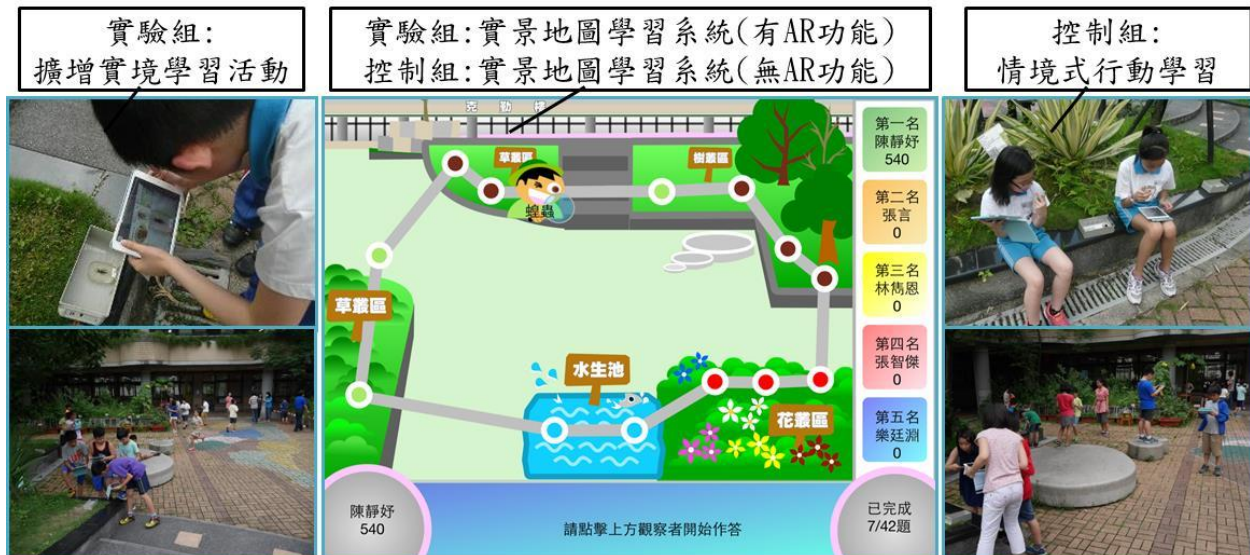 實驗組:
擴增實境學習活動
實驗組:實景地圖學習系統(有AR功能)
控制組:實景地圖學習系統(無AR功能)
控制組:
情境式行動學習
克 勤 樓
草叢區
樹叢區
蝗蟲
草叢區
水生池
花叢區
第一名
陳靜妤
540
第二名
張言
0
第三名
林雋恩
0
第四名
張智傑
0
第五名
樂廷淵
0
陳靜妤
540
請點擊上方觀察者開始作答
已完成
7/42題